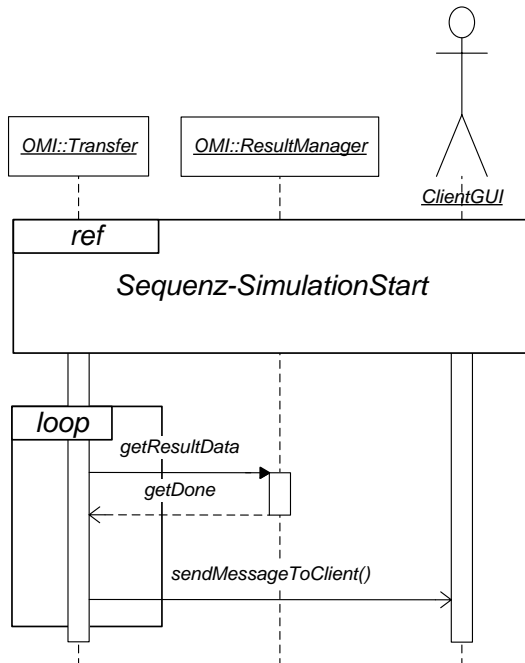 OMI::Transfer
OMI::ResultManager
ClientGUI
ref
Sequenz-SimulationStart
loop
getResultData
getDone
sendMessageToClient()